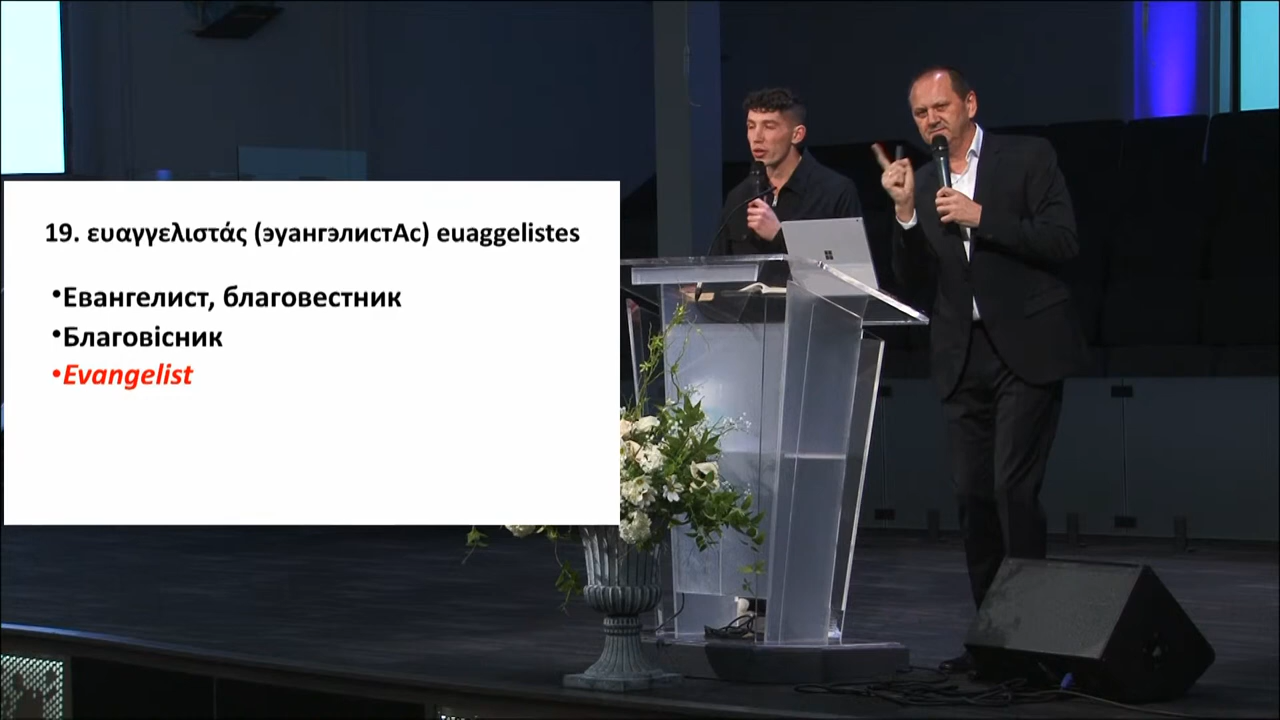 19. ευαγγελιστάς (эуангэлистАс) euaggelistes
•Евангелист, благовестник
•Благовісник
•Evangelist